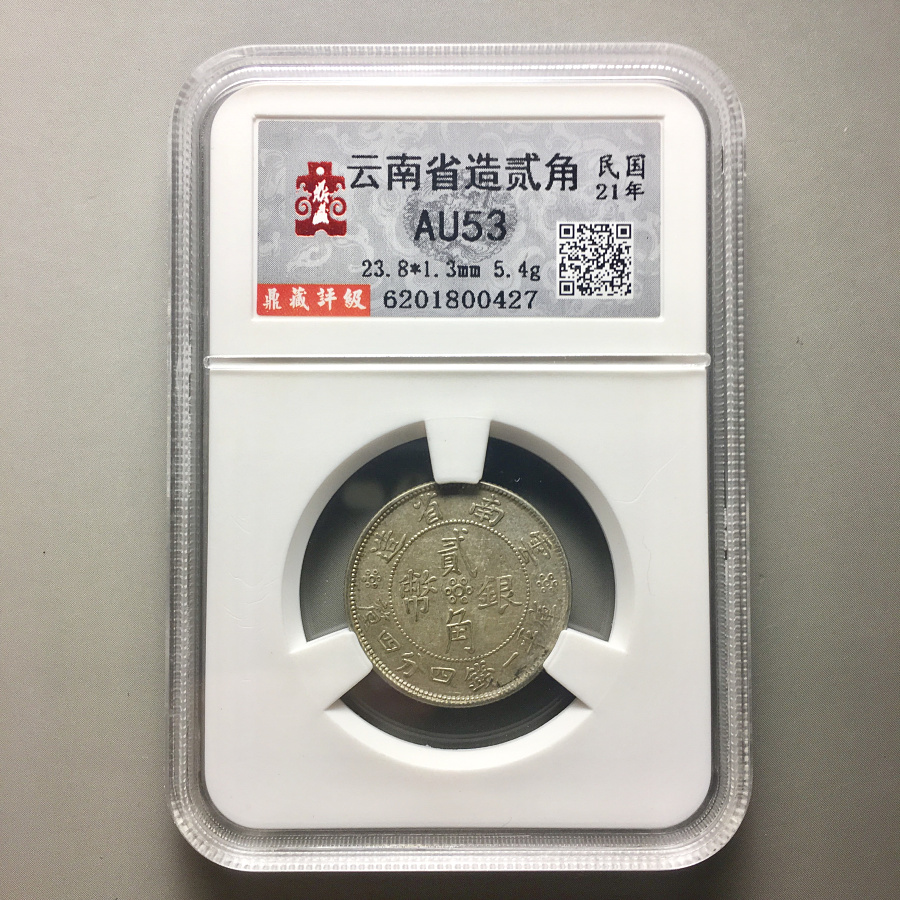 云南省造贰角
民国
21年
AU53
23.8*1.3mm 5.4g
鼎藏評級
6201800427
雲南省造
貳角
銀幣
庫平一錢四分四釐